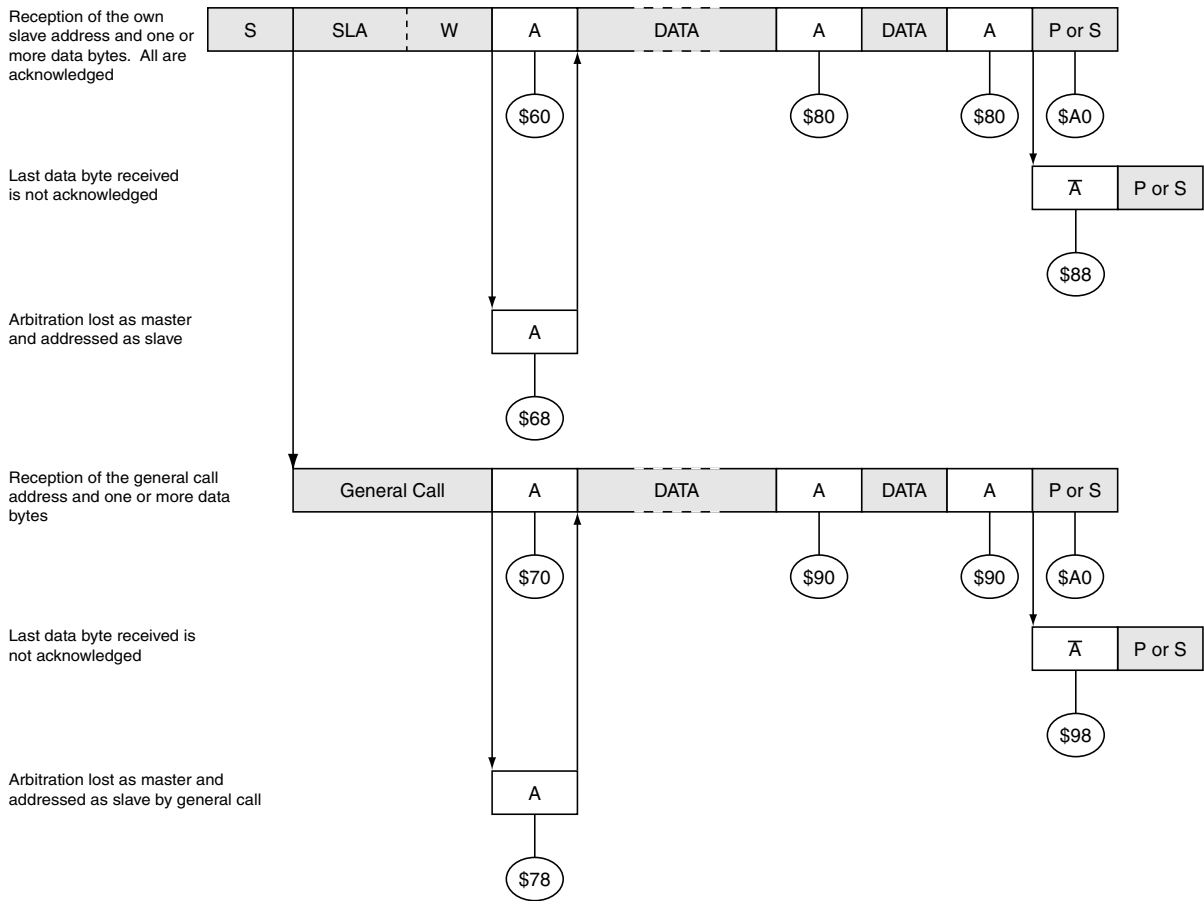 Reception of the own
slave address and one or
more data bytes. All are
acknowledged
S SLA W A DATA A DATA A P or S
$60 $80 $80 $A0
Last data byte received
is not acknowledged
A̅ P or S
$88
Arbitration lost as master
and addressed as slave
A
$68
Reception of the general call
address and one or more data
bytes
General Call A DATA A DATA A P or S
$70 $90 $90 $A0
Last data byte received is
not acknowledged
A̅ P or S
$98
Arbitration lost as master and
addressed as slave by general call
A
$78